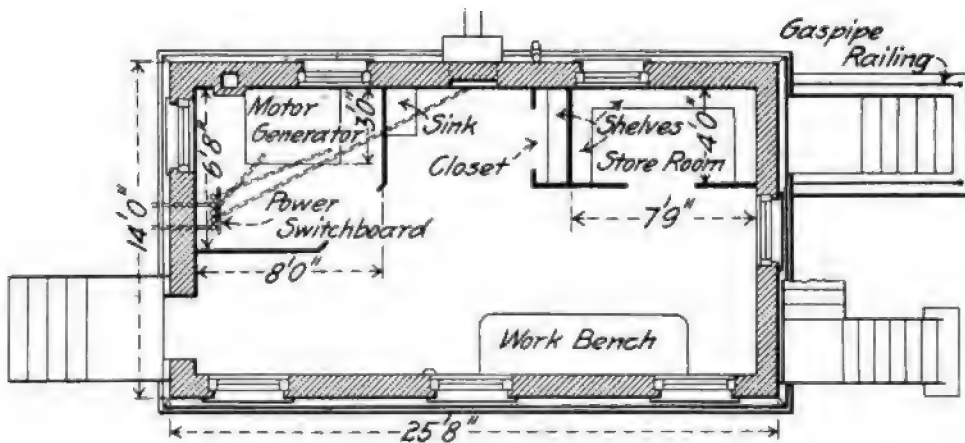 Gaspipe
Railing
Motor
Generator
3'0"
Sink
Shelves
Store Room
4'0"
6'8"
Closet
14'0"
Power
Switchboard
7'9"
8'0"
Work Bench
25'8"